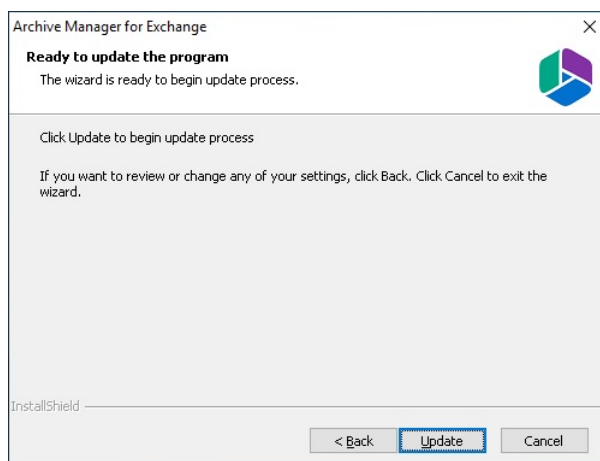 Archive Manager for Exchange
Ready to update the program
The wizard is ready to begin update process.
Click Update to begin update process
If you want to review or change any of your settings, click Back. Click Cancel to exit the
wizard.
InstallShield
< Back Update Cancel